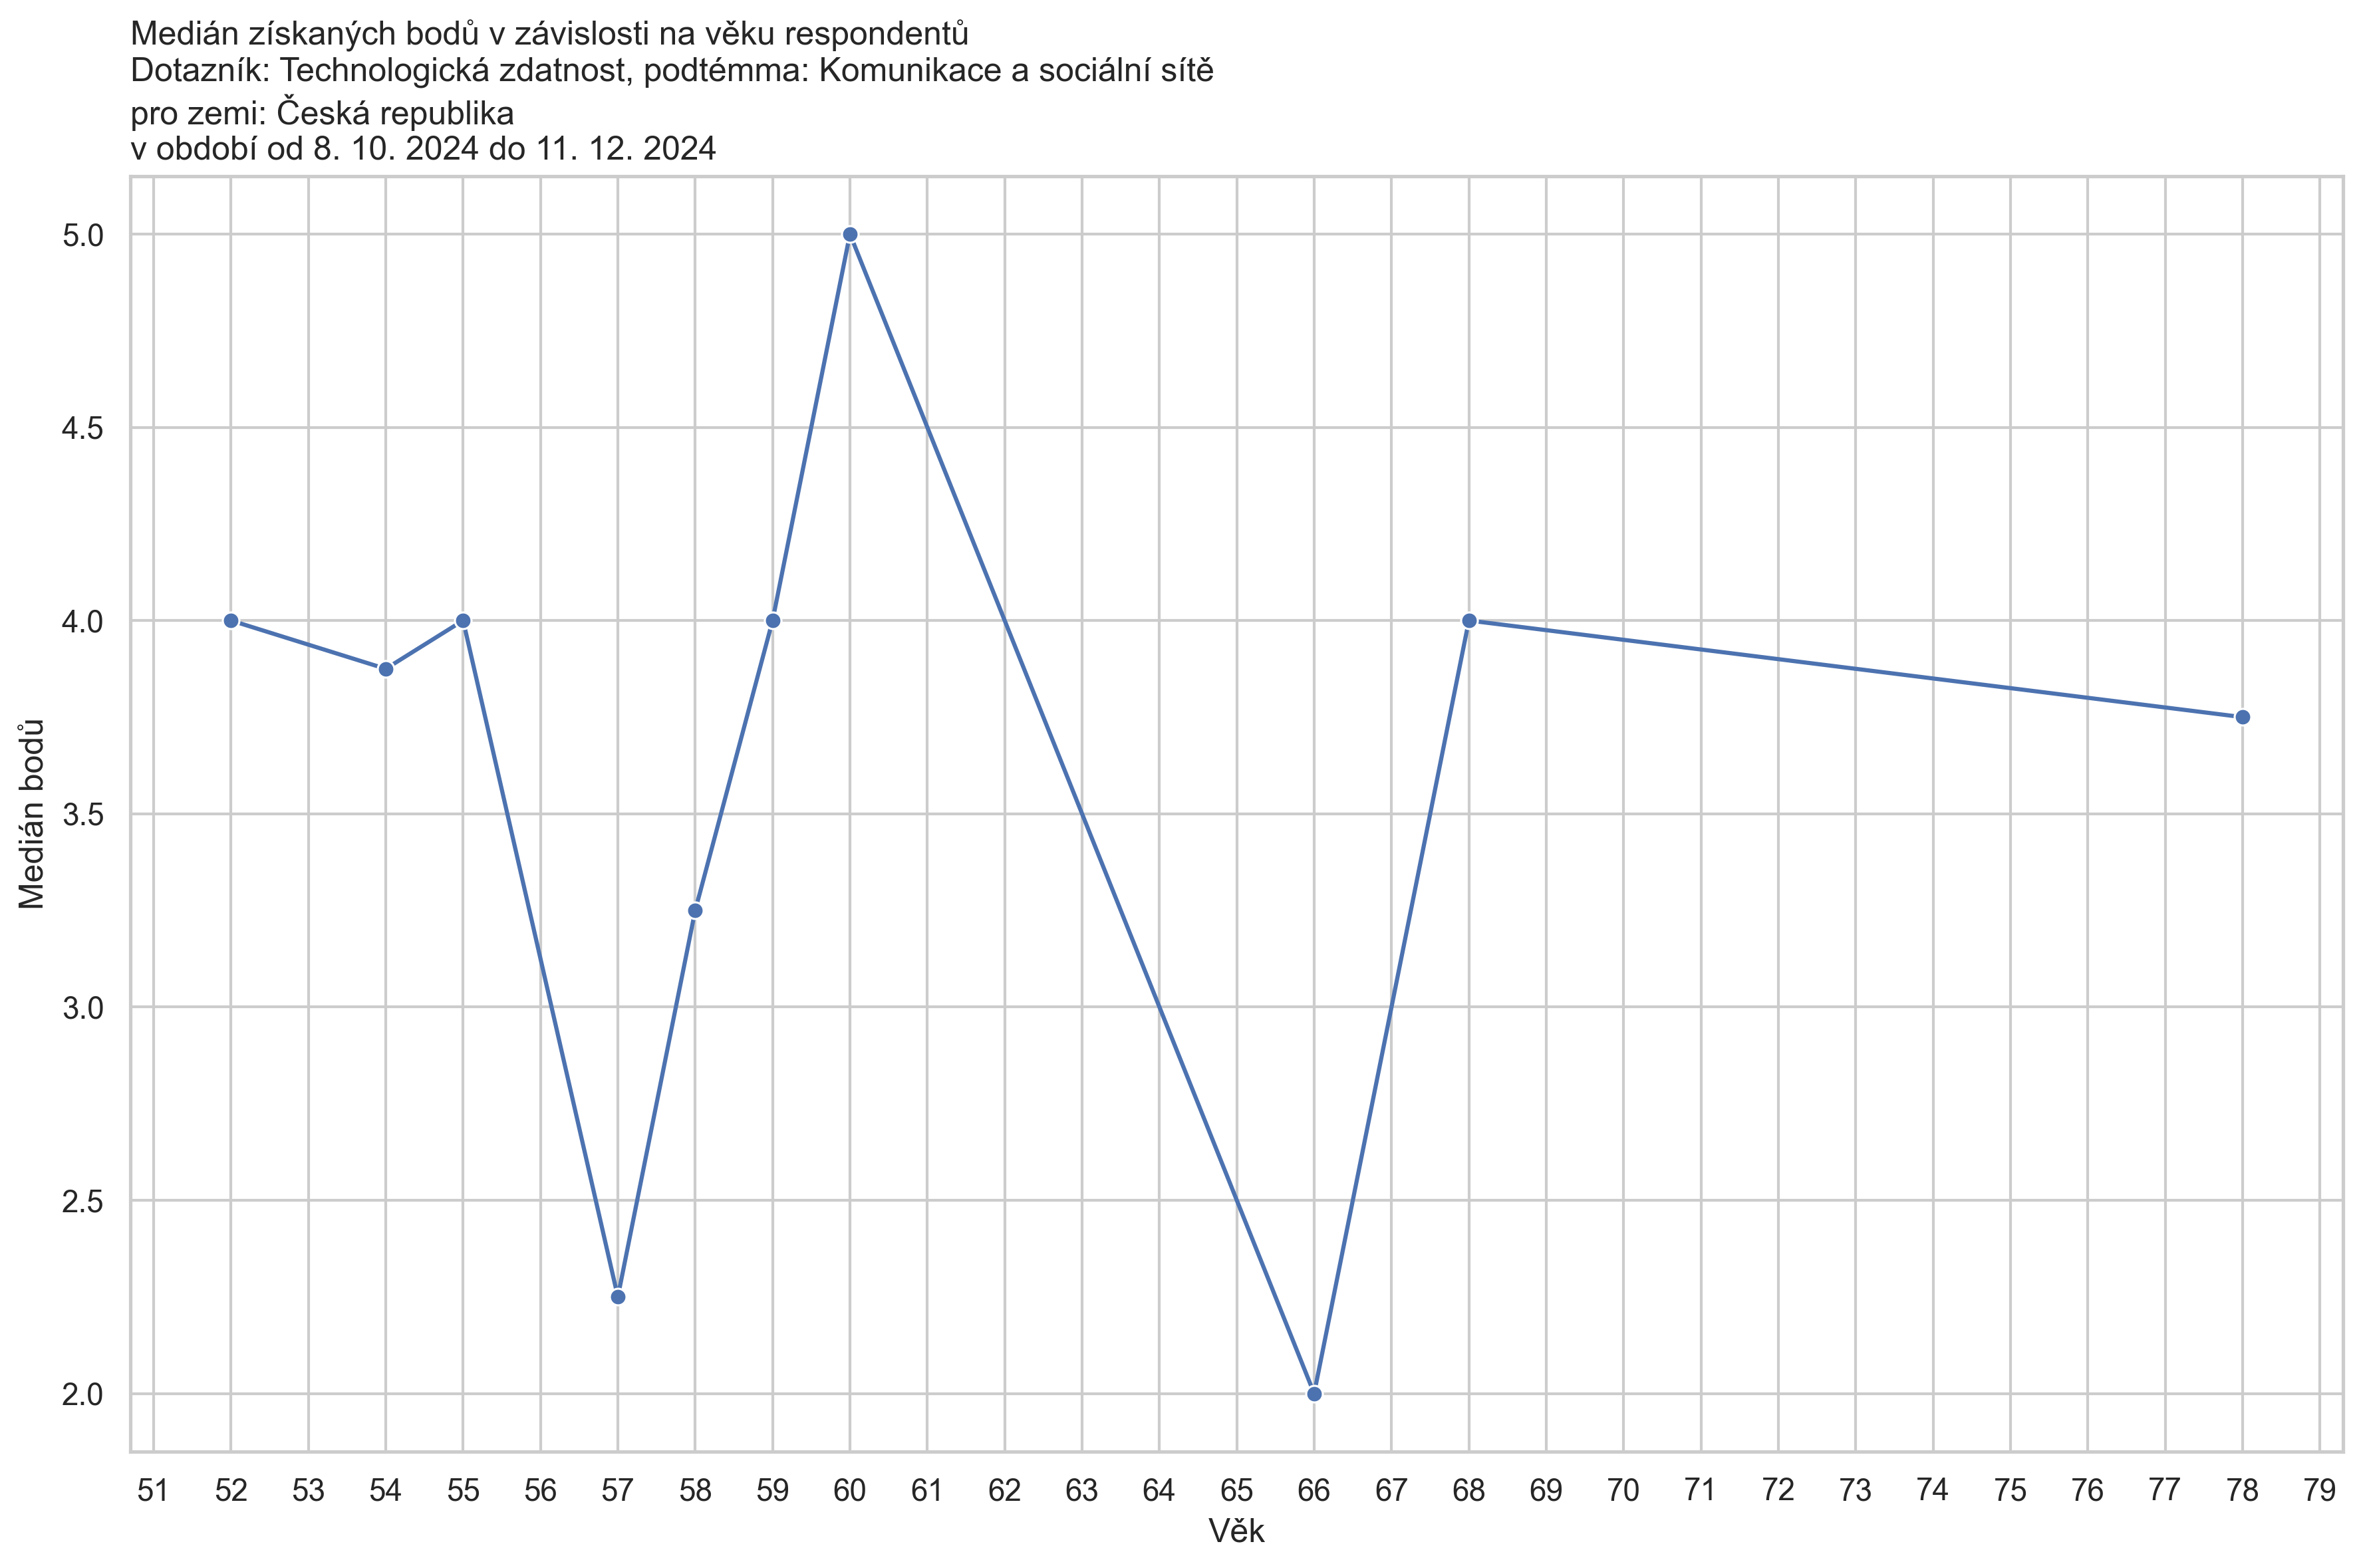 Medián získaných bodů v závislosti na věku respondentů
Dotazník: Technologická zdatnost, podtémma: Komunikace a sociální sítě
pro zemi: Česká republika
v období od 8. 10. 2024 do 11. 12. 2024
5.0
4.5
4.0
3.5
3.0
2.5
2.0
Medián bodů
51 52 53 54 55 56 57 58 59 60 61 62 63 64 65 66 67 68 69 70 71 72 73 74 75 76 77 78 79
Věk